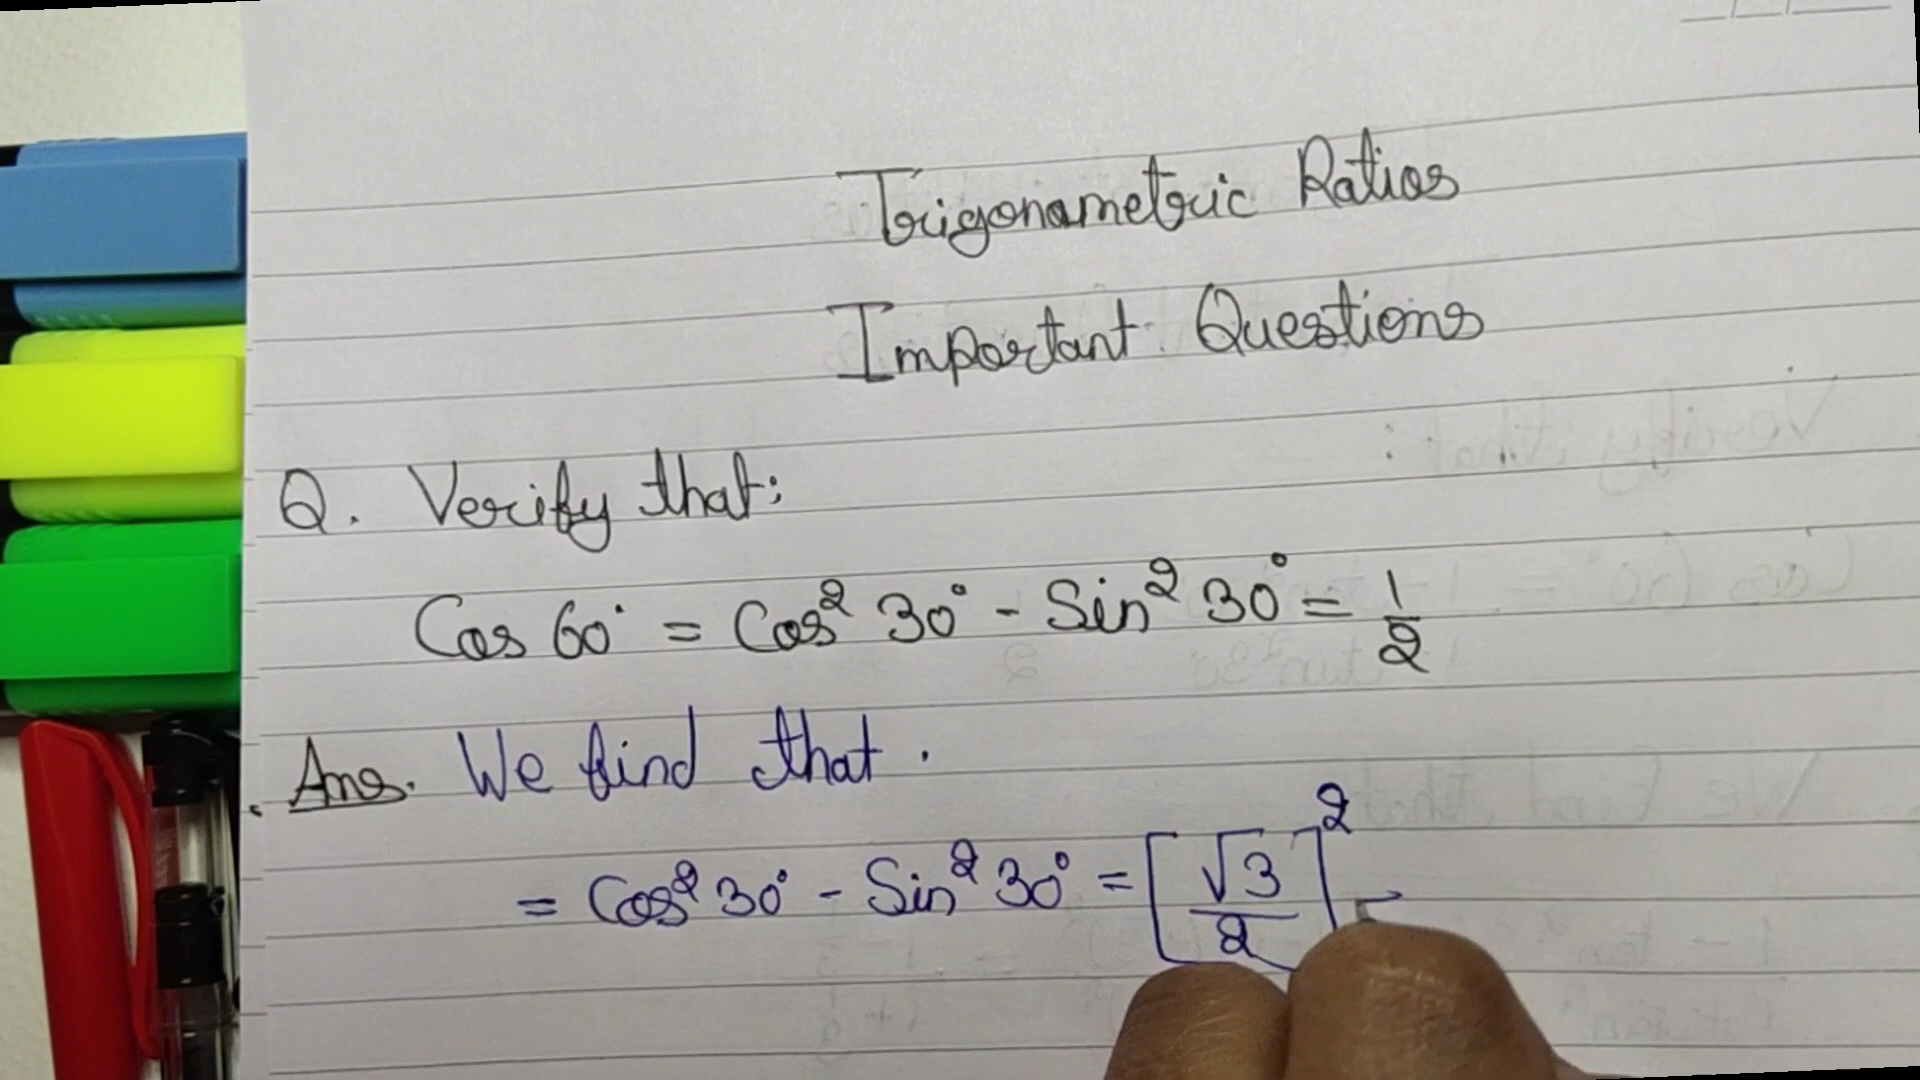 Trigonometric Ratios
Important Questions
Q. Verify that:
Cos 60° = Cos² 30° - Sin² 30° = 1/2
Ans. We find that.
= Cos² 30° - Sin² 30° = [√3/2]² -